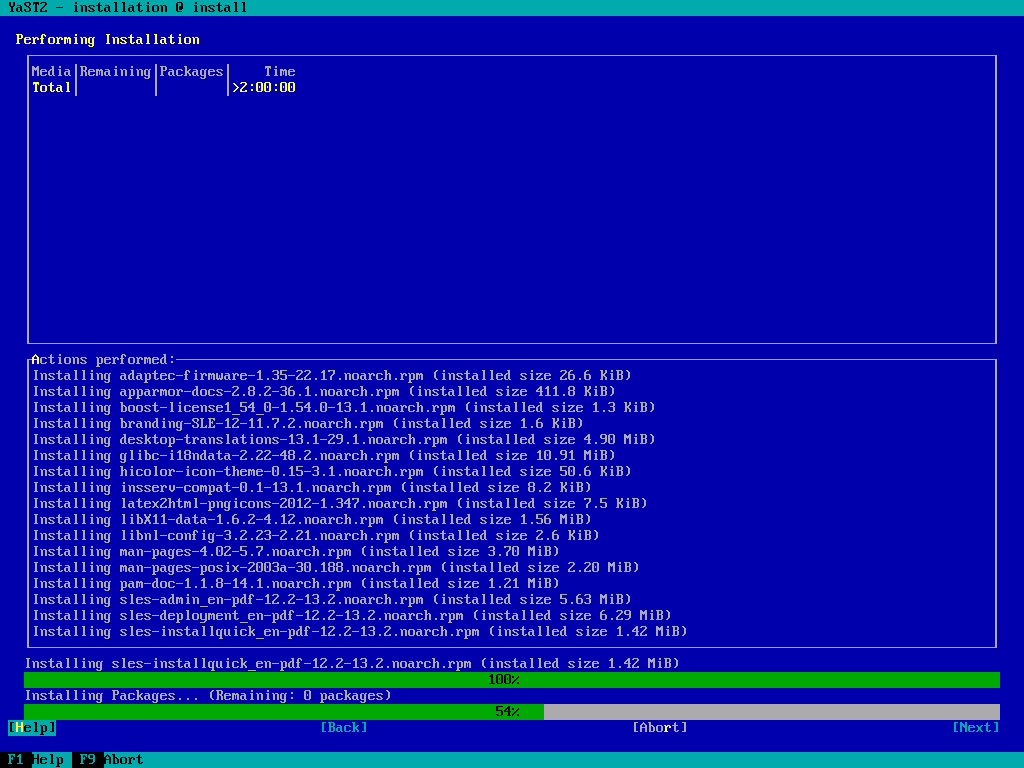 YaST2 - installation @ install
Performing Installation
Media|Remaining|Packages| Time
Total| | |>2:00:00
Actions performed:
Installing adaptec-firmware-1.35-22.17.noarch.rpm (installed size 26.6 KiB)
Installing apparmor-docs-2.8.2-36.1.noarch.rpm (installed size 411.8 KiB)
Installing boost-license1_54_0-1.54.0-13.1.noarch.rpm (installed size 1.3 KiB)
Installing branding-SLE-12-11.7.2.noarch.rpm (installed size 1.6 KiB)
Installing desktop-translations-13.1-29.1.noarch.rpm (installed size 4.90 MiB)
Installing glibc-i18ndata-2.22-48.2.noarch.rpm (installed size 10.91 MiB)
Installing hicolor-icon-theme-0.15-3.1.noarch.rpm (installed size 50.6 KiB)
Installing insserv-compat-0.1-13.1.noarch.rpm (installed size 8.2 KiB)
Installing latex2html-pngicons-2012-1.347.noarch.rpm (installed size 7.5 KiB)
Installing libX11-data-1.6.2-4.12.noarch.rpm (installed size 1.56 MiB)
Installing libnl-config-3.2.23-2.21.noarch.rpm (installed size 2.6 KiB)
Installing man-pages-4.02-5.7.noarch.rpm (installed size 3.70 MiB)
Installing man-pages-posix-2003a-30.188.noarch.rpm (installed size 2.20 MiB)
Installing pam-doc-1.1.8-14.1.noarch.rpm (installed size 1.21 MiB)
Installing sles-admin_en-pdf-12.2-13.2.noarch.rpm (installed size 5.63 MiB)
Installing sles-deployment_en-pdf-12.2-13.2.noarch.rpm (installed size 6.29 MiB)
Installing sles-installquick_en-pdf-12.2-13.2.noarch.rpm (installed size 1.42 MiB)
Installing sles-installquick_en-pdf-12.2-13.2.noarch.rpm (installed size 1.42 MiB)
100%
Installing Packages... (Remaining: 0 packages)
54%
[Help] [Back] [Abort] [Next]
F1 Help F9 Abort